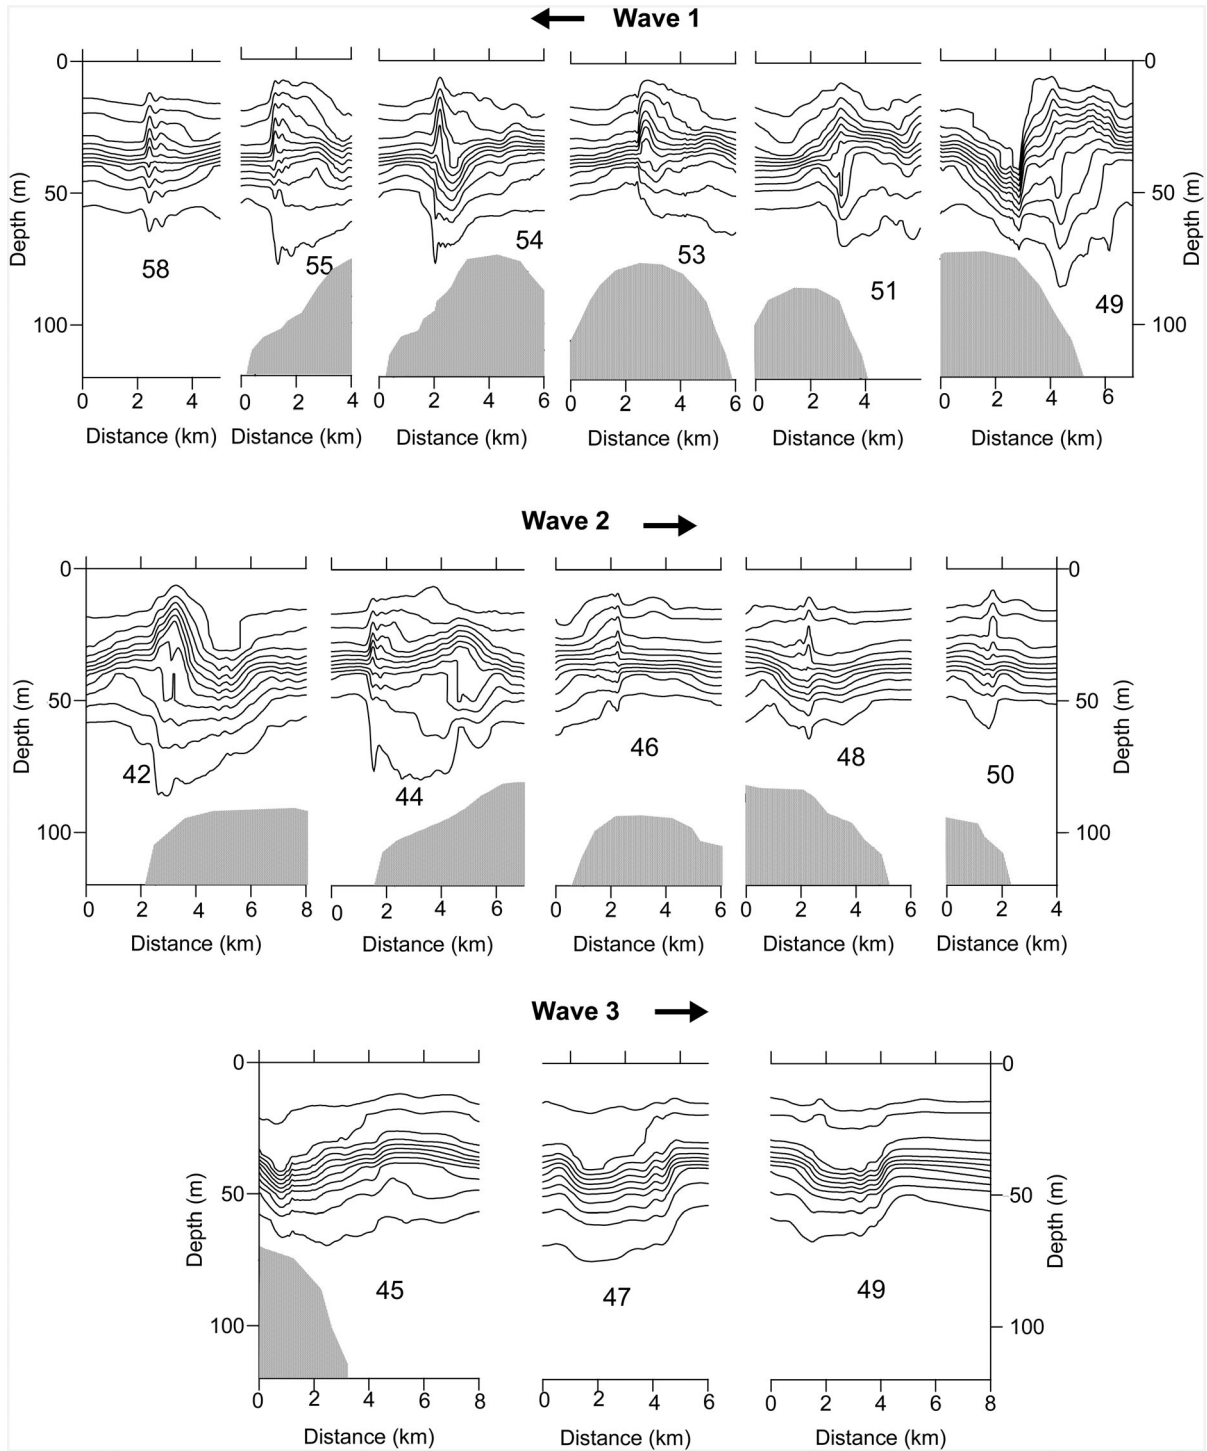 Wave 1
0 0
50 50
100 100
Depth (m) Depth (m)
58 55 54 53 51 49
0 2 4 0 2 4 0 2 4 6 0 2 4 6 0 2 4 0 2 4 6
Distance (km) Distance (km) Distance (km) Distance (km) Distance (km) Distance (km)
Wave 2
0 0
50 50
100 100
Depth (m) Depth (m)
42 44 46 48 50
0 2 4 6 8 0 2 4 6 0 2 4 6 0 2 4 6 0 2 4
Distance (km) Distance (km) Distance (km) Distance (km) Distance (km)
Wave 3
0 0
50 50
100 100
Depth (m) Depth (m)
45 47 49
0 2 4 6 8 0 2 4 6 0 2 4 6 8
Distance (km) Distance (km) Distance (km)